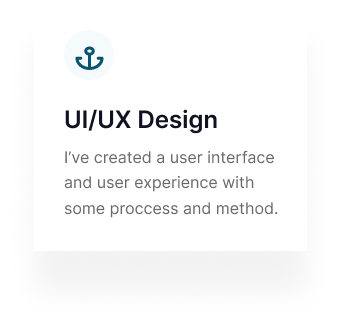 UI/UX Design
I’ve created a user interface
and user experience with
some proccess and method.